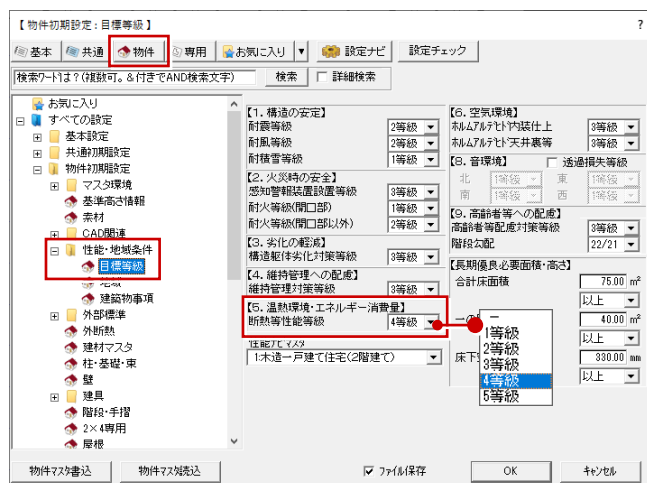 【 物件初期設定 : 目標等級 】 ?
基本 共通 物件 専用 お気に入り ▼ 設定ナビ 設定チェック
検索ワードは?(複数可。&付きでAND検索文字) 検索 詳細検索
お気に入り
すべての設定
基本設定
共通初期設定
物件初期設定
マスタ環境
基準高さ情報
素材
CAD関連
性能・地域条件
目標等級
地域
建築物事項
外部標準
外断熱
建材マスタ
柱・基礎・束
壁
建具
階段・手摺
2×4専用
屋根
【1. 構造の安定】
耐震等級 2等級
耐風等級 2等級
耐積雪等級 1等級
【2. 火災時の安全】
感知警報装置設置等級 3等級
耐火等級(開口部) 1等級
耐火等級(開口部以外) 2等級
【3. 劣化の軽減】
構造躯体劣化対策等級 3等級
【4. 維持管理への配慮】
維持管理対策等級 3等級
【5. 温熱環境・エネルギー消費量】
断熱等性能等級 4等級
性能化マスタ
1:木造一戸建て住宅(2階建て)
【6. 空気環境】
ホルムアルデヒド内装仕上 3等級
ホルムアルデヒド天井裏等 3等級
【8. 音環境】 透過損失等級
北 1等級 東 1等級
南 1等級 西 1等級
【9. 高齢者等への配慮】
高齢者等配慮対策等級 3等級
階段勾配 22/21
【長期優良必要面積・高さ】
合計床面積 75.00 m²
以上
一の 40.00 m²
以上
床下 330.00 mm
以上
—
1等級
2等級
3等級
4等級
5等級
物件マスタ書込 物件マスタ読込 ファイル保存 OK キャンセル